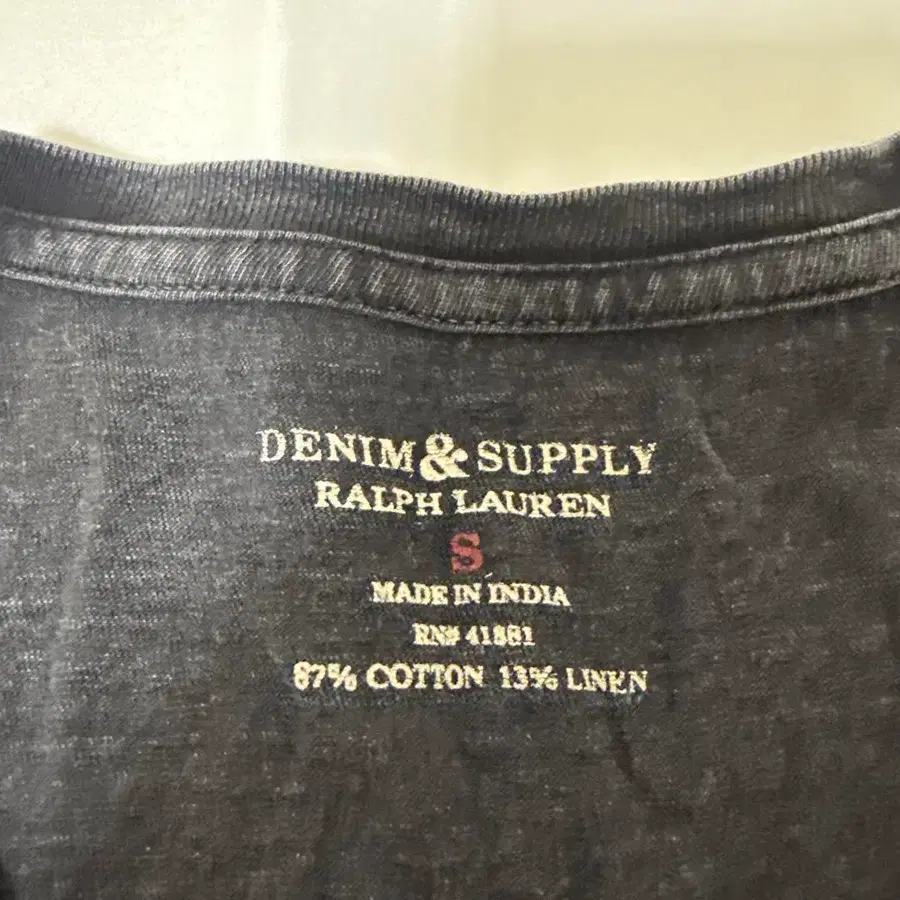 DENIM & SUPPLY
RALPH LAUREN
S
MADE IN INDIA
RN# 41381
87% COTTON 13% LINEN